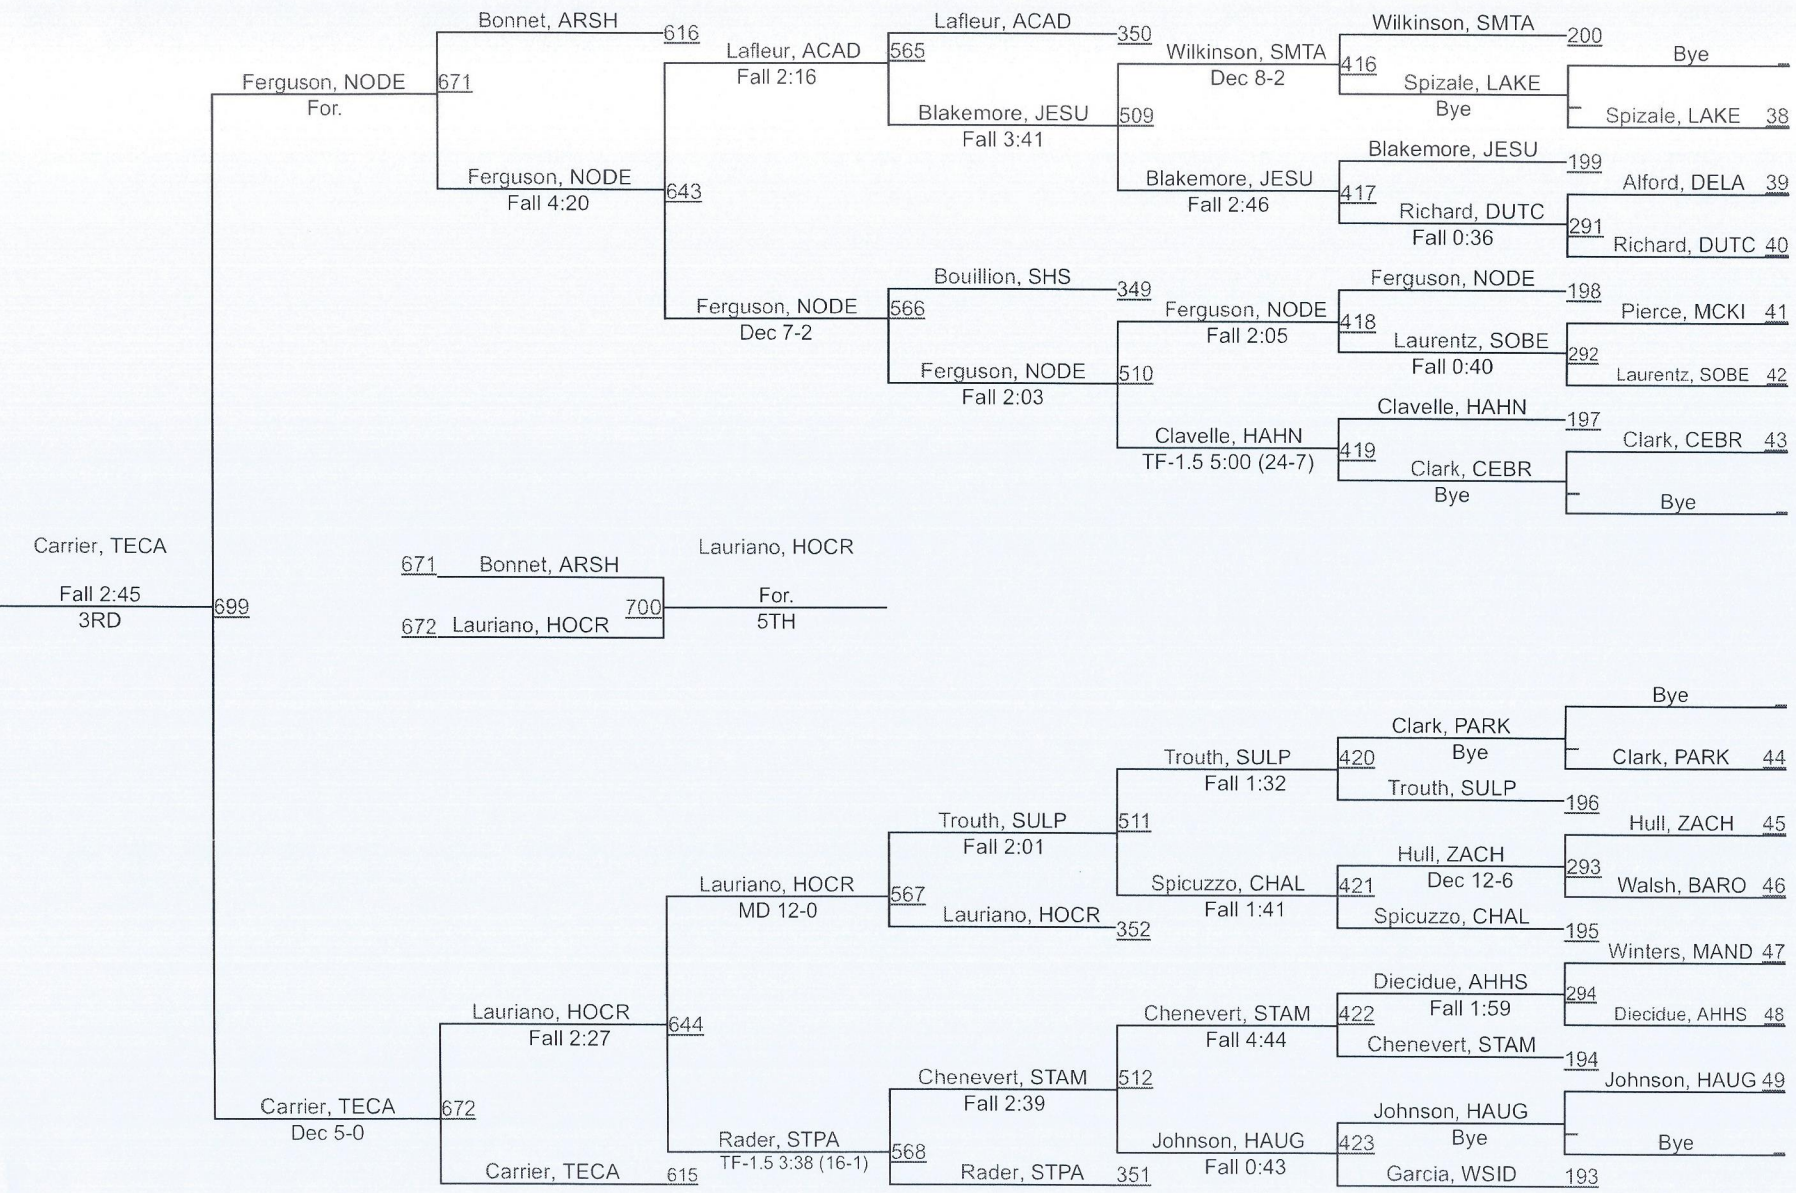 Bonnet, ARSH 616
Lafleur, ACAD 350
Wilkinson, SMTA 200
Bye
Lafleur, ACAD 565
Fall 2:16
Wilkinson, SMTA 416
Dec 8-2
Spizale, LAKE
Bye
Ferguson, NODE 671
For.
Blakemore, JESU 509
Fall 3:41
Spizale, LAKE 38
Blakemore, JESU 199
Ferguson, NODE 643
Fall 4:20
Blakemore, JESU 417
Fall 2:46
Alford, DELA 39
Richard, DUTC 291
Fall 0:36
Richard, DUTC 40
Bouillion, SHS 349
Ferguson, NODE 198
Ferguson, NODE 566
Dec 7-2
Ferguson, NODE 418
Fall 2:05
Pierce, MCKI 41
Laurentz, SOBE 292
Fall 0:40
Ferguson, NODE 510
Fall 2:03
Laurentz, SOBE 42
Clavelle, HAHN 197
Clavelle, HAHN 419
TF-1.5 5:00 (24-7)
Clark, CEBR 43
Clark, CEBR
Bye
Bye
Carrier, TECA
Fall 2:45
3RD
699
671 Bonnet, ARSH
672 Lauriano, HOCR
700
Lauriano, HOCR
For.
5TH
Bye
Clark, PARK
Bye
Trouth, SULP 420
Fall 1:32
Clark, PARK 44
Trouth, SULP 196
Trouth, SULP 511
Fall 2:01
Hull, ZACH 45
Hull, ZACH 293
Dec 12-6
Lauriano, HOCR 567
MD 12-0
Spicuzzo, CHAL 421
Fall 1:41
Walsh, BARO 46
Lauriano, HOCR 352
Spicuzzo, CHAL 195
Winters, MAND 47
Diecidue, AHHS 294
Fall 1:59
Lauriano, HOCR 644
Fall 2:27
Chenevert, STAM 422
Fall 4:44
Diecidue, AHHS 48
Chenevert, STAM 194
Chenevert, STAM 512
Fall 2:39
Johnson, HAUG 49
Carrier, TECA 672
Dec 5-0
Johnson, HAUG
Bye
Rader, STPA 568
TF-1.5 3:38 (16-1)
Johnson, HAUG 423
Fall 0:43
Bye
Carrier, TECA 615
Rader, STPA 351
Garcia, WSID 193